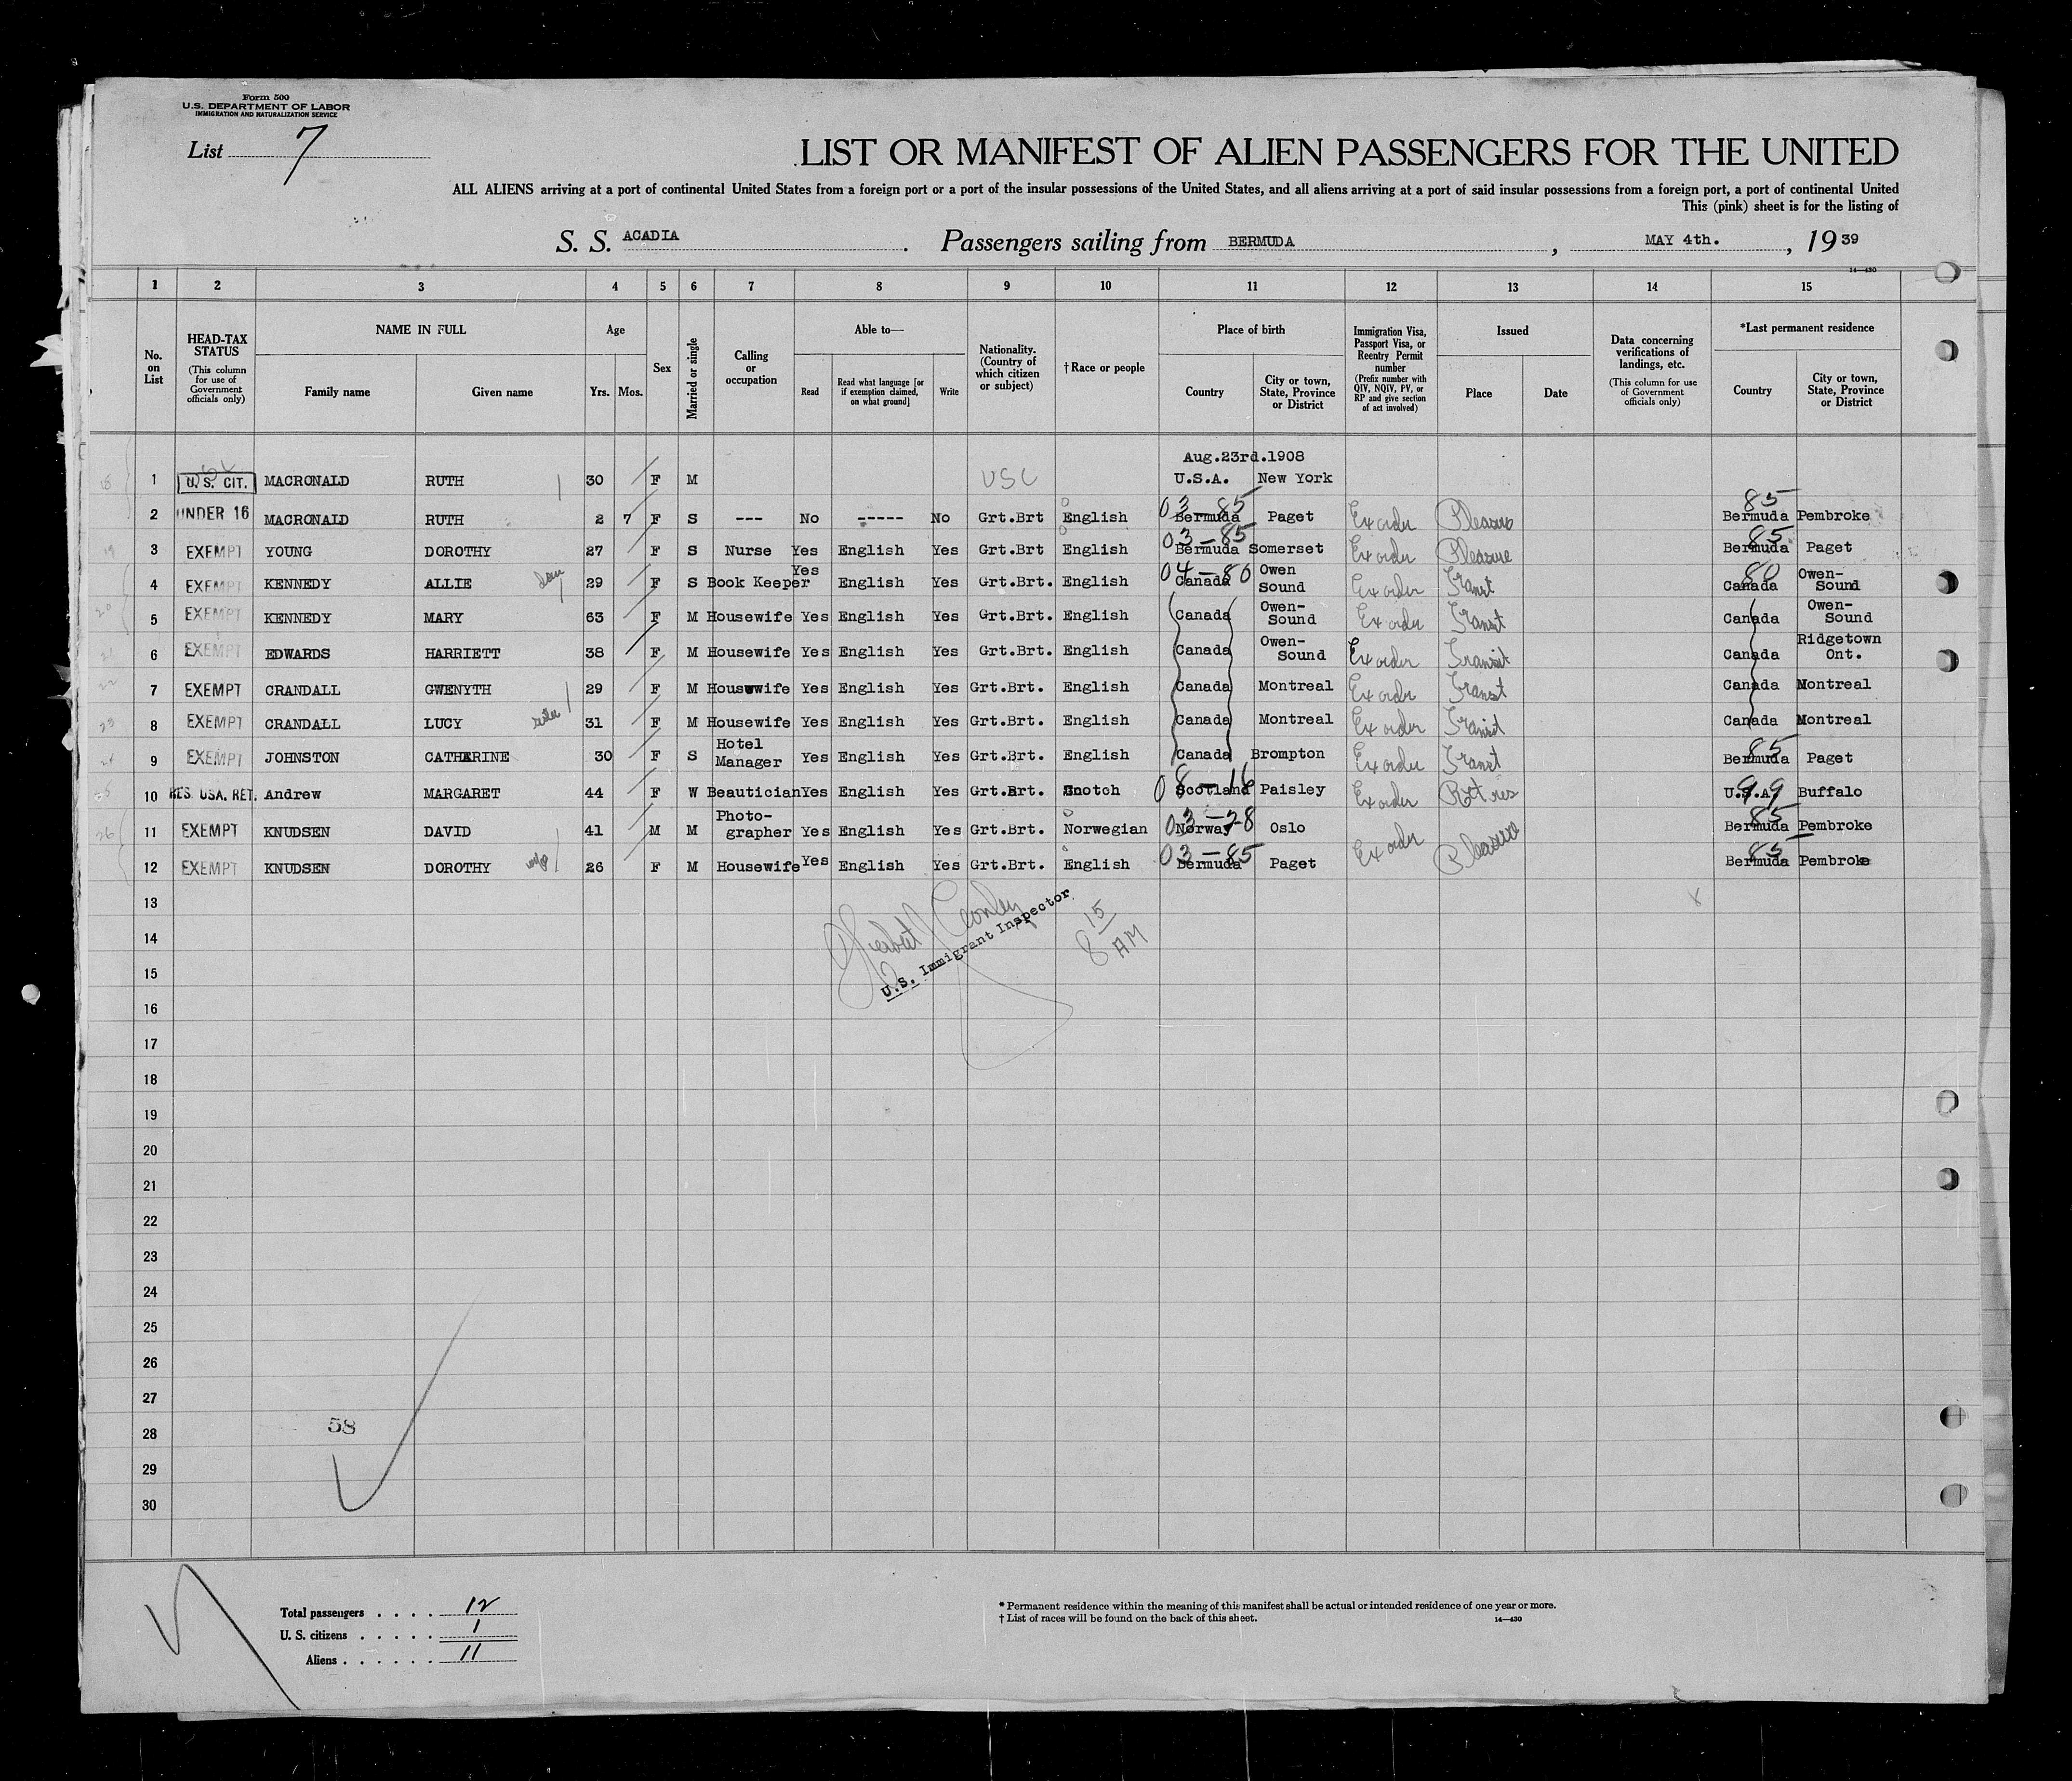 Form 500
U.S. DEPARTMENT OF LABOR
IMMIGRATION AND NATURALIZATION SERVICE
List 7
LIST OR MANIFEST OF ALIEN PASSENGERS FOR THE UNITED
ALL ALIENS arriving at a port of continental United States from a foreign port or a port of the insular possessions of the United States, and all aliens arriving at a port of said insular possessions from a foreign port, a port of continental United
This (pink) sheet is for the listing of
S. S. ACADIA. Passengers sailing from BERMUDA, MAY 4th., 1939
14—430
1 2 3 4 5 6 7 8 9 10 11 12 13 14 15
No. on List
HEAD-TAX STATUS (This column for use of Government officials only)
NAME IN FULL
Family name Given name
Age
Yrs. Mos.
Sex
Married or single
Calling or occupation
Able to—
Read
Read what language [or if exemption claimed, on what ground]
Write
Nationality. (Country of which citizen or subject)
†Race or people
Place of birth
Country
City or town, State, Province or District
Immigration Visa, Passport Visa, or Reentry Permit number (Prefix number with QIV, NQIV, PV, or RP and give section of act involved)
Issued
Place Date
Data concerning verifications of landings, etc. (This column for use of Government officials only)
*Last permanent residence
Country
City or town, State, Province or District
Aug.23rd.1908
1 U.S. CIT. MACRONALD RUTH 30 F M USC U.S.A. New York
03-85 85
2 UNDER 16 MACRONALD RUTH 2 7 F S --- No ----- No Grt.Brt English Bermuda Paget Ex order Pleasure Bermuda Pembroke
03-85 85
3 EXEMPT YOUNG DOROTHY 27 F S Nurse Yes English Yes Grt.Brt English Bermuda Somerset Ex order Pleasure Bermuda Paget
04-80 80
4 EXEMPT KENNEDY ALLIE 29 F S Book Keeper Yes English Yes Grt.Brt. English Canada Owen Sound Ex order Transit Canada Owen-Sound
5 EXEMPT KENNEDY MARY 63 F M Housewife Yes English Yes Grt.Brt. English Canada Owen-Sound Ex order Transit Canada Owen-Sound
6 EXEMPT EDWARDS HARRIETT 38 F M Housewife Yes English Yes Grt.Brt. English Canada Owen-Sound Ex order Transit Canada Ridgetown Ont.
7 EXEMPT CRANDALL GWENYTH 29 F M Housewife Yes English Yes Grt.Brt. English Canada Montreal Ex order Transit Canada Montreal
8 EXEMPT CRANDALL LUCY 31 F M Housewife Yes English Yes Grt.Brt. English Canada Montreal Ex order Transit Canada Montreal
9 EXEMPT JOHNSTON CATHERINE 30 F S Hotel Manager Yes English Yes Grt.Brt. English Canada Brompton Ex order Transit 85 Bermuda Paget
10 RES. USA. RET. Andrew MARGARET 44 F W Beautician Yes English Yes Grt.Brt. Scotch 08-16 Scotland Paisley Ex order Ret res 99 U.S.A. Buffalo
11 EXEMPT KNUDSEN DAVID 41 M M Photo-grapher Yes English Yes Grt.Brt. Norwegian 03-28 Norway Oslo Ex order Pleasure 85 Bermuda Pembroke
12 EXEMPT KNUDSEN DOROTHY wife 26 F M Housewife Yes English Yes Grt.Brt. English 03-85 Bermuda Paget 85 Bermuda Pembroke
13
U.S. Immigrant Inspector
8 15 AM
14
15
16
17
18
19
20
21
22
23
24
25
26
27
58
28
29
30
Total passengers . . . . 12
U. S. citizens . . . . . 1
Aliens . . . . . . 11
* Permanent residence within the meaning of this manifest shall be actual or intended residence of one year or more.
† List of races will be found on the back of this sheet.
14—430